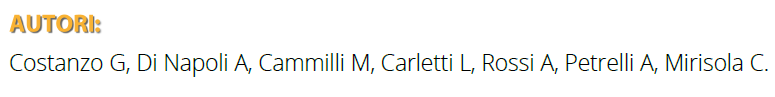 AUTORI:
Costanzo G, Di Napoli A, Cammilli M, Carletti L, Rossi A, Petrelli A, Mirisola C.